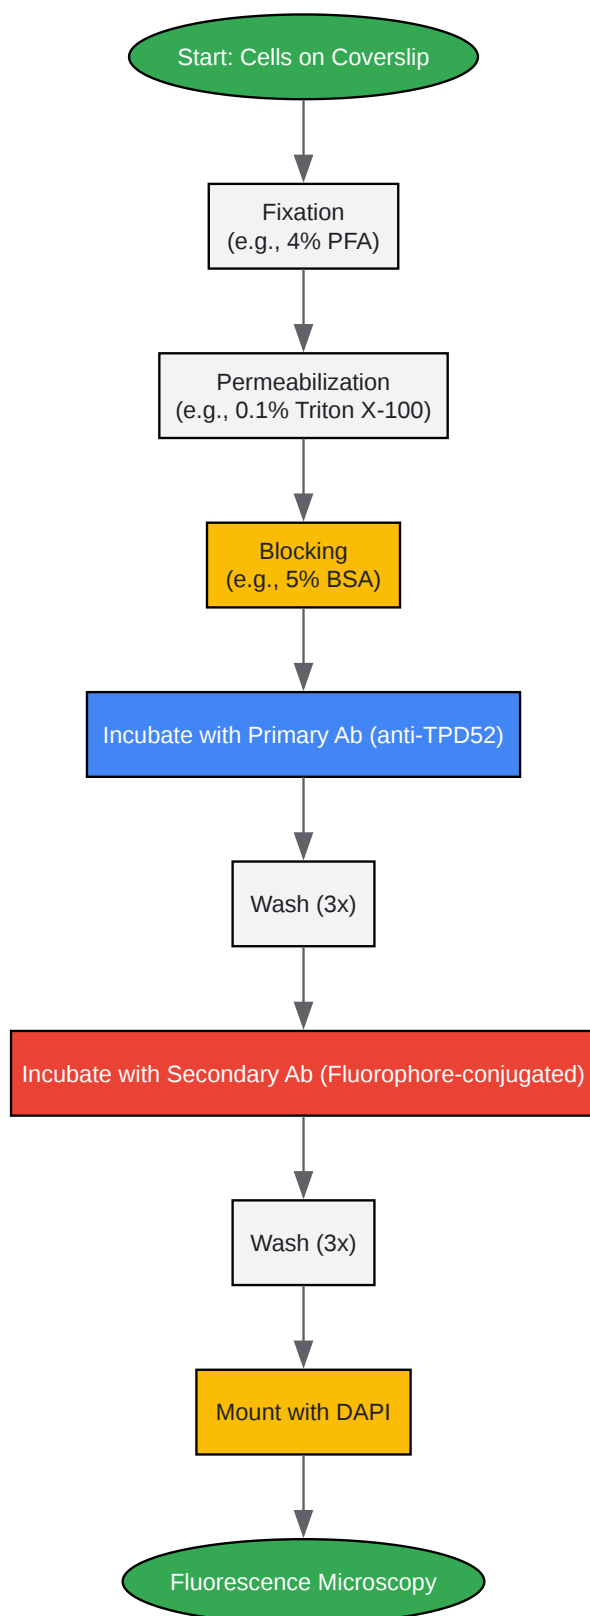 Start: Cells on Coverslip
Fixation
(e.g., 4% PFA)
Permeabilization
(e.g., 0.1% Triton X-100)
Blocking
(e.g., 5% BSA)
Incubate with Primary Ab (anti-TPD52)
Wash (3x)
Incubate with Secondary Ab (Fluorophore-conjugated)
Wash (3x)
Mount with DAPI
Fluorescence Microscopy